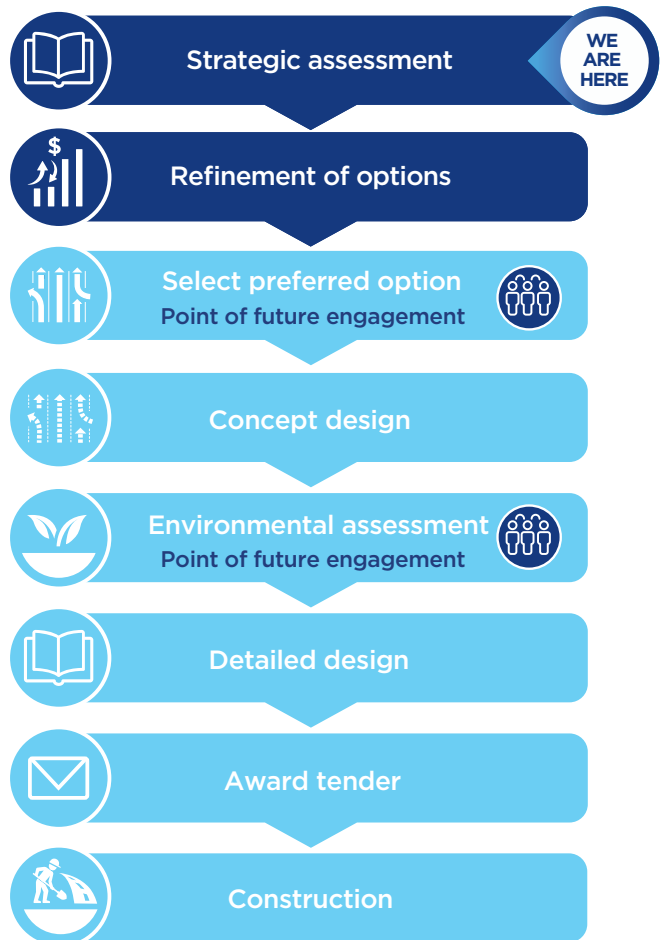 Strategic assessment
WE
ARE
HERE
$
Refinement of options
Select preferred option
Point of future engagement
Concept design
Environmental assessment
Point of future engagement
Detailed design
Award tender
Construction